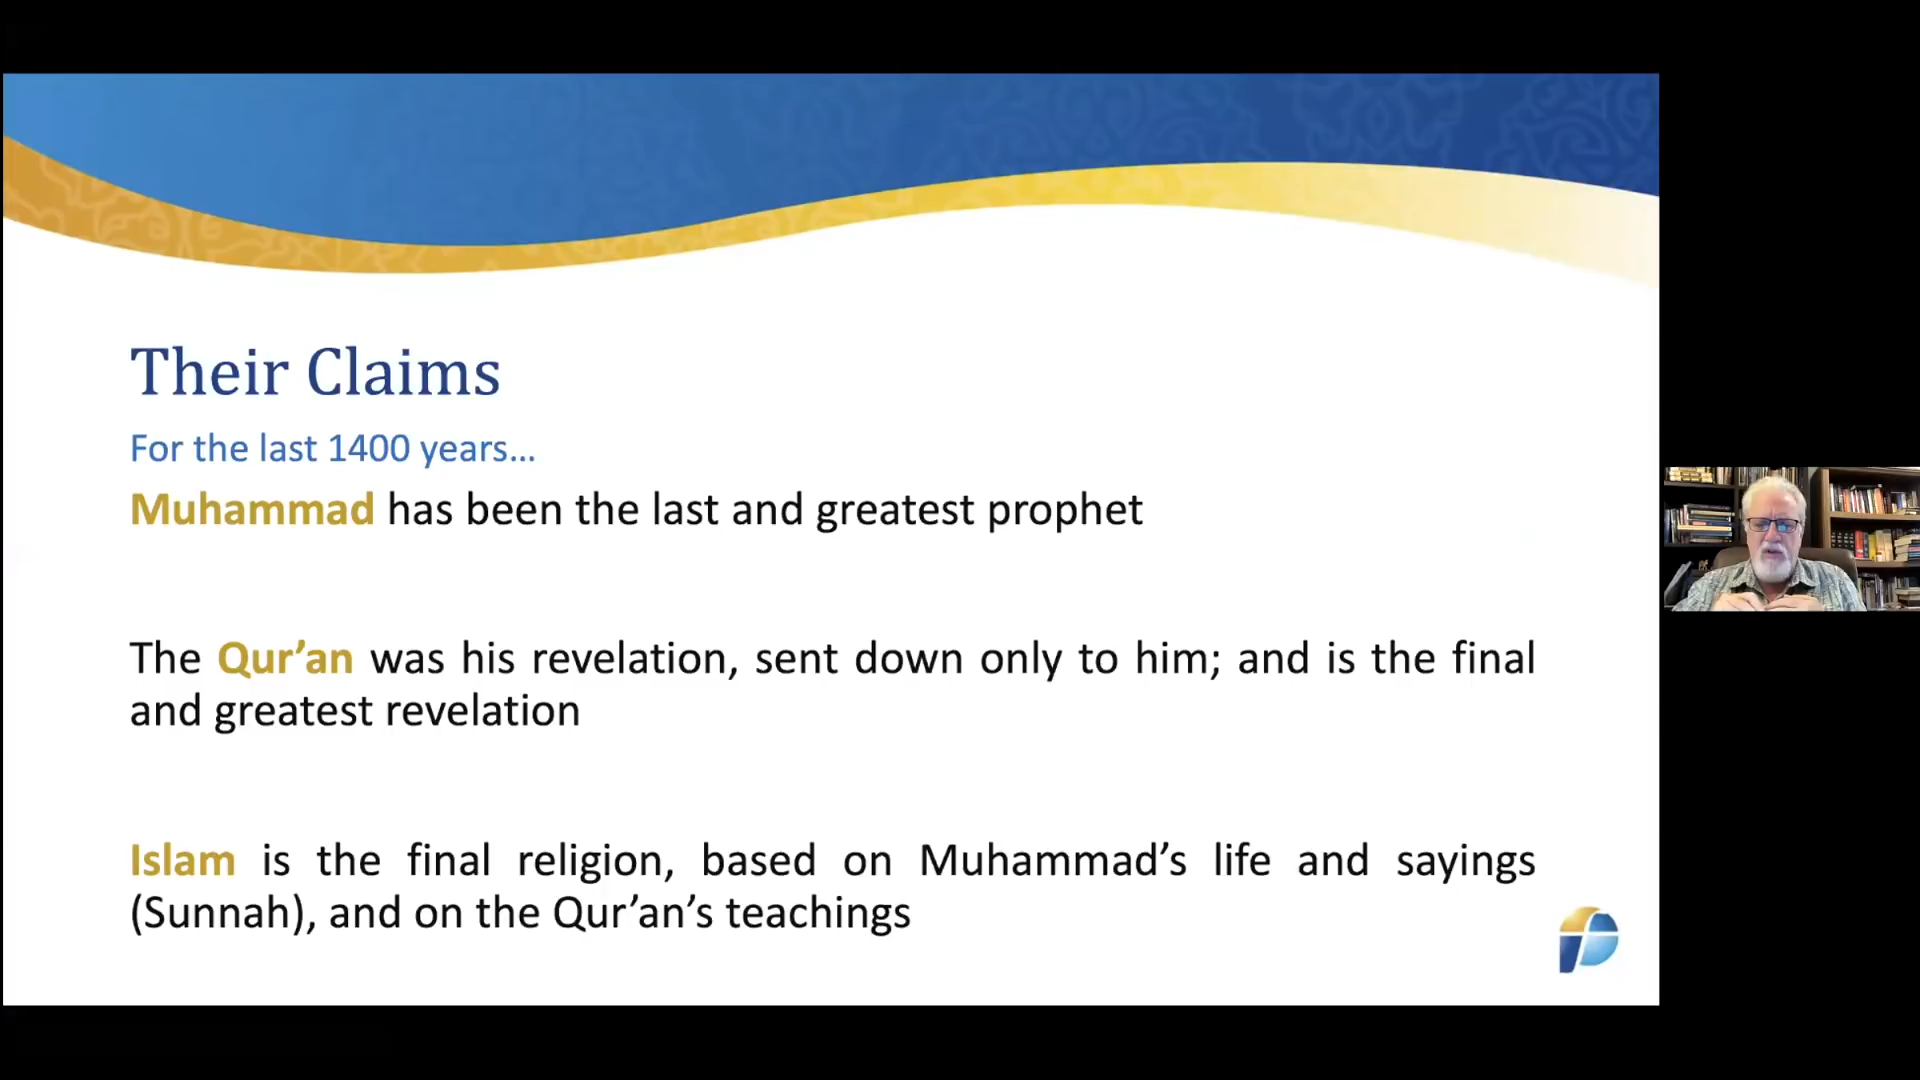 Their Claims
For the last 1400 years...
Muhammad has been the last and greatest prophet
The Qur’an was his revelation, sent down only to him; and is the final
and greatest revelation
Islam is the final religion, based on Muhammad’s life and sayings
(Sunnah), and on the Qur’an’s teachings